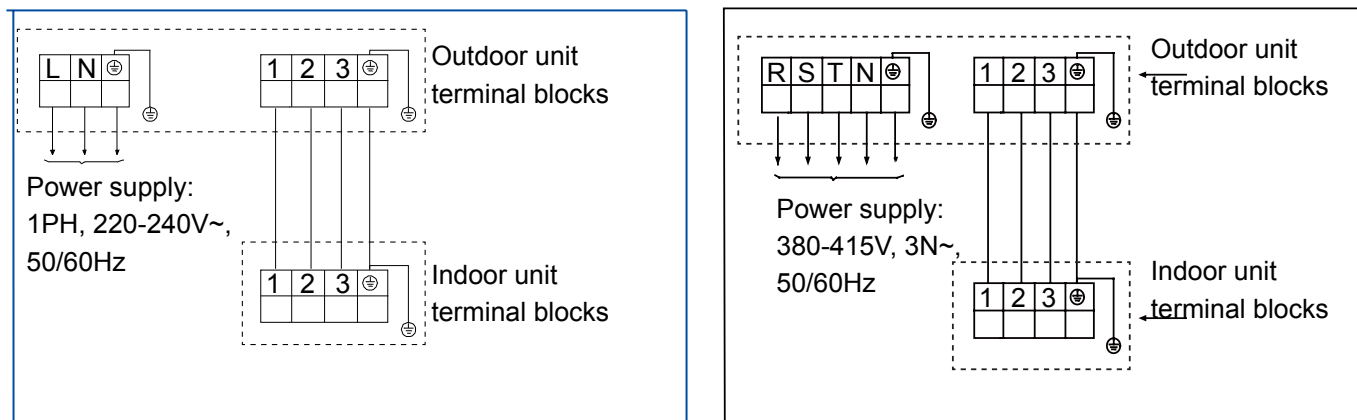 L N ⏚
1 2 3 ⏚
Outdoor unit
terminal blocks
Power supply:
1PH, 220-240V~,
50/60Hz
1 2 3 ⏚
Indoor unit
terminal blocks
R S T N ⏚
1 2 3 ⏚
Outdoor unit
terminal blocks
Power supply:
380-415V, 3N~,
50/60Hz
1 2 3 ⏚
Indoor unit
terminal blocks